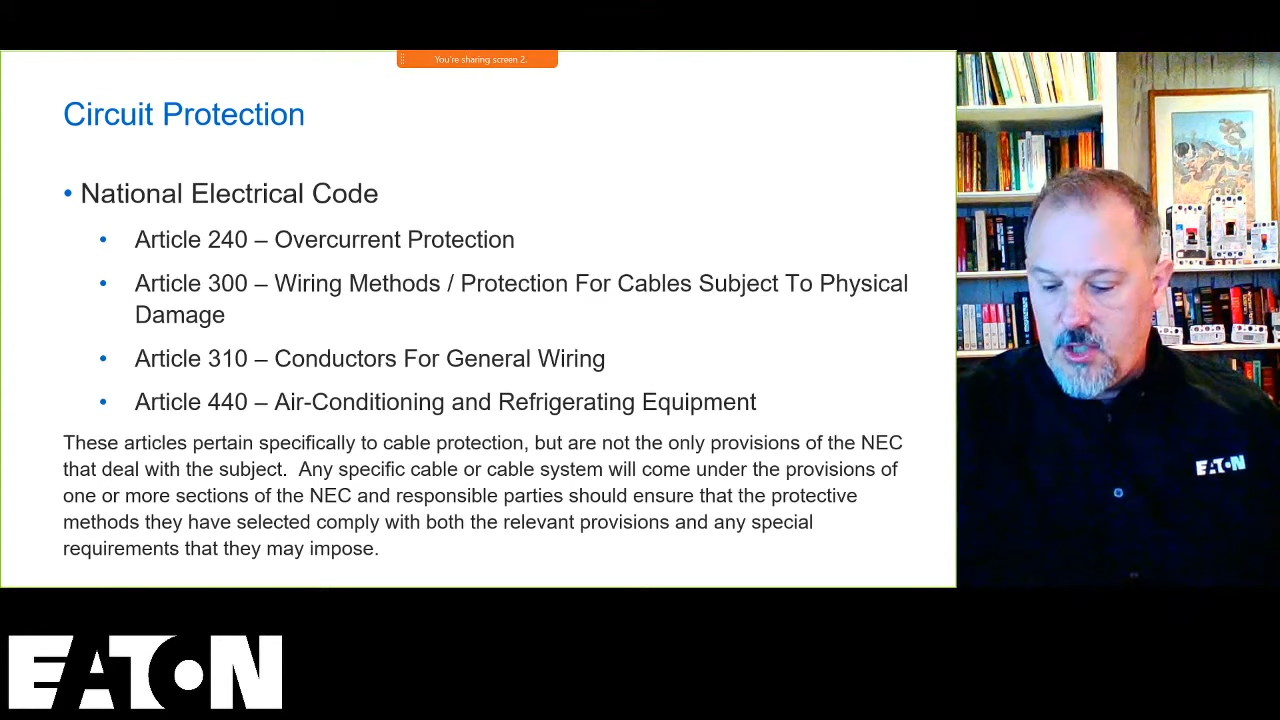 You're sharing screen 2.
Circuit Protection
• National Electrical Code
• Article 240 – Overcurrent Protection
• Article 300 – Wiring Methods / Protection For Cables Subject To Physical
Damage
• Article 310 – Conductors For General Wiring
• Article 440 – Air-Conditioning and Refrigerating Equipment
These articles pertain specifically to cable protection, but are not the only provisions of the NEC
that deal with the subject.  Any specific cable or cable system will come under the provisions of
one or more sections of the NEC and responsible parties should ensure that the protective
methods they have selected comply with both the relevant provisions and any special
requirements that they may impose.
EATON
EATON